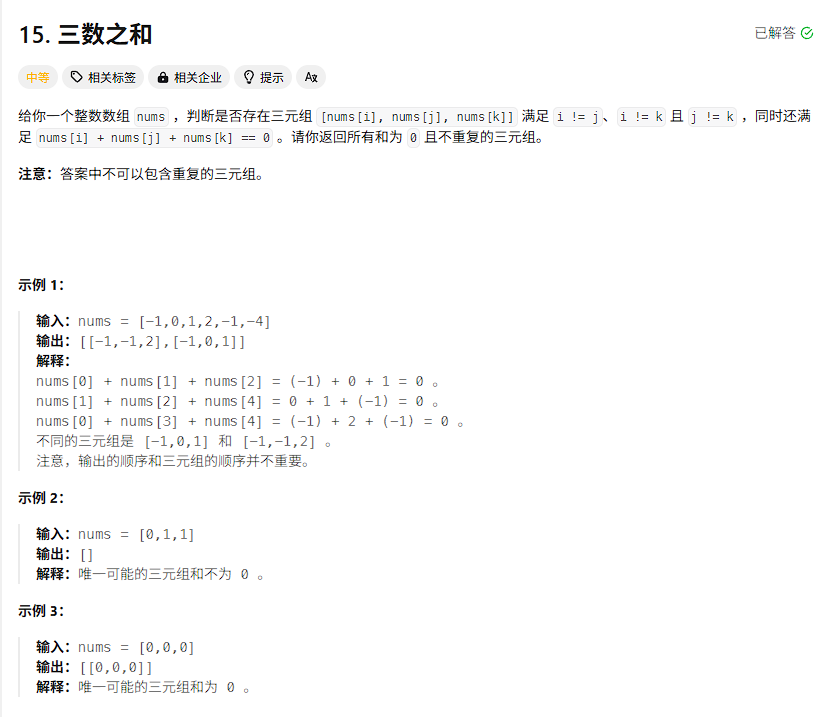 15. 三数之和
已解答
中等 相关标签 相关企业 提示 Aあ
给你一个整数数组 nums ，判断是否存在三元组 [nums[i], nums[j], nums[k]] 满足 i != j、i != k 且 j != k ，同时还满
足 nums[i] + nums[j] + nums[k] == 0 。请你返回所有和为 0 且不重复的三元组。
注意：答案中不可以包含重复的三元组。
示例 1：
输入：nums = [-1,0,1,2,-1,-4]
输出：[[-1,-1,2],[-1,0,1]]
解释：
nums[0] + nums[1] + nums[2] = (-1) + 0 + 1 = 0 。
nums[1] + nums[2] + nums[4] = 0 + 1 + (-1) = 0 。
nums[0] + nums[3] + nums[4] = (-1) + 2 + (-1) = 0 。
不同的三元组是 [-1,0,1] 和 [-1,-1,2] 。
注意，输出的顺序和三元组的顺序并不重要。
示例 2：
输入：nums = [0,1,1]
输出：[]
解释：唯一可能的三元组和不为 0 。
示例 3：
输入：nums = [0,0,0]
输出：[[0,0,0]]
解释：唯一可能的三元组和为 0 。